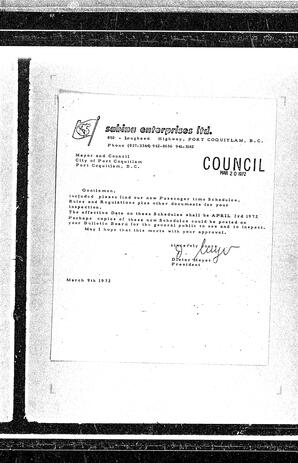 sabina enterprises ltd.
Lougheed Highway, PORT COQUITLAM, B.C.
Phone
Mayor and Council
City of Port Coquitlam
Port Coquitlam, B.C.
COUNCIL
MAR 20 1972
Gentlemen,
included please find our new Passenger time Schedules,
Rules and Regulations plus other documents for your
inspection.
The effective Date on these Schedules shall be APRIL 3rd 1972
Perhaps copies of these new Schedules could be posted on
your Bulletin Board for the general public to see and to inspect.
May I hope that this meets with your approval.
sincerely
Dieter Meyer
President
March 9th 1972